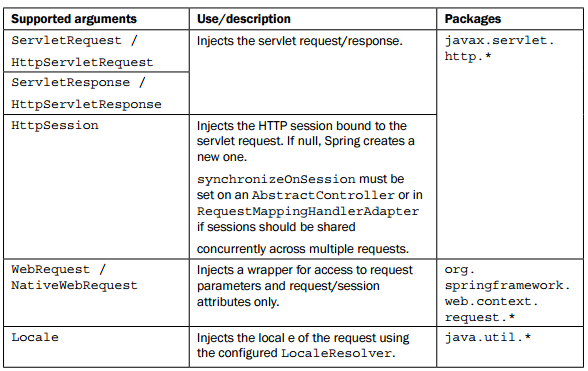 Supported arguments Use/description Packages
ServletRequest /
HttpServletRequest
ServletResponse /
HttpServletResponse
Injects the servlet request/response.
javax.servlet.
http.*
HttpSession
Injects the HTTP session bound to the
servlet request. If null, Spring creates a
new one.
synchronizeOnSession must be
set on an AbstractController or in
RequestMappingHandlerAdapter
if sessions should be shared
concurrently across multiple requests.
WebRequest /
NativeWebRequest
Injects a wrapper for access to request
parameters and request/session
attributes only.
org.
springframework.
web.context.
request.*
Locale
Injects the local e of the request using
the configured LocaleResolver.
java.util.*